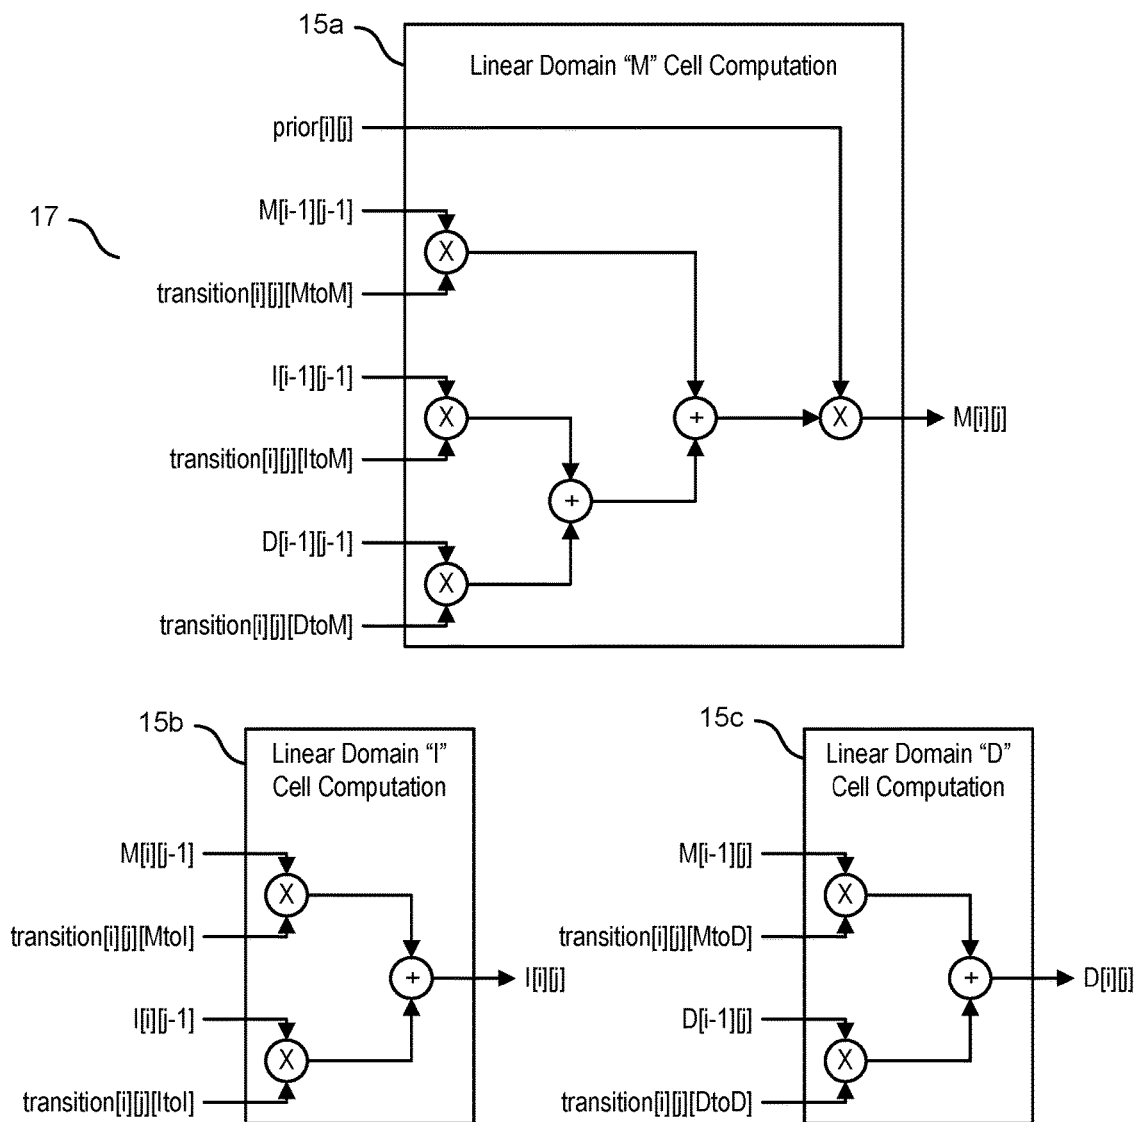 15a
Linear Domain “M” Cell Computation
prior[i][j]
M[i-1][j-1]
17
X
transition[i][j][MtoM]
I[i-1][j-1]
X
+
X
M[i][j]
transition[i][j][ItoM]
+
D[i-1][j-1]
X
transition[i][j][DtoM]
15b
Linear Domain “I”
Cell Computation
M[i][j-1]
X
transition[i][j][MtoI]
+
I[i][j]
I[i][j-1]
X
transition[i][j][ItoI]
15c
Linear Domain “D”
Cell Computation
M[i-1][j]
X
transition[i][j][MtoD]
+
D[i][j]
D[i-1][j]
X
transition[i][j][DtoD]